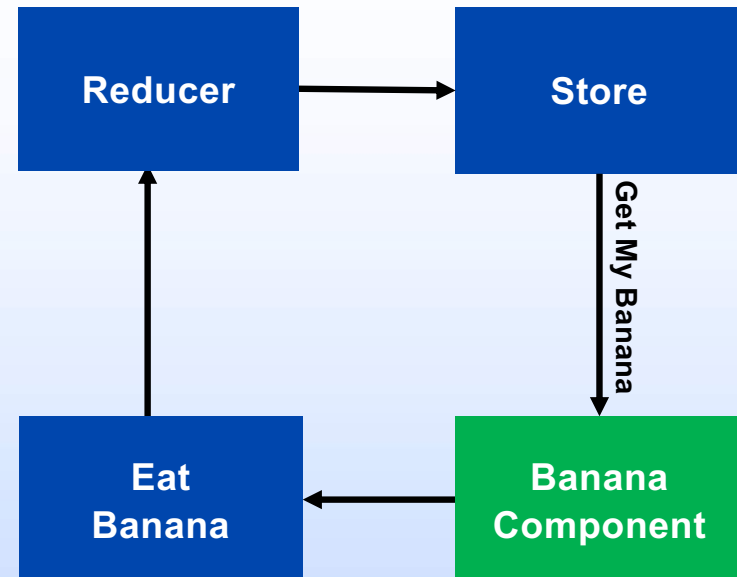 Reducer
Store
Get My Banana
Eat
Banana
Banana
Component